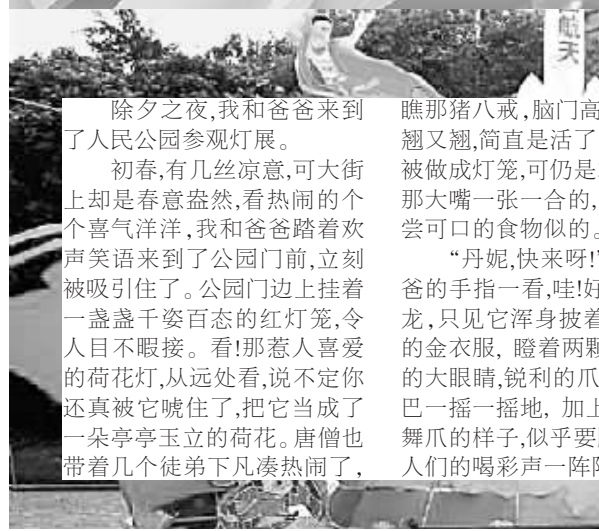 航天
除夕之夜,我和爸爸来到
了人民公园参观灯展。
初春,有几丝凉意,可大街
上却是春意盎然,看热闹的个
个喜气洋洋,我和爸爸踏着欢
声笑语来到了公园门前,立刻
被吸引住了。公园门边上挂着
一盏盏千姿百态的红灯笼,令
人目不暇接。看!那惹人喜爱
的荷花灯,从远处看,说不定你
还真被它唬住了,把它当成了
一朵亭亭玉立的荷花。唐僧也
带着几个徒弟下凡凑热闹了,
瞧那猪八戒,脑门高
翘又翘,简直是活了
被做成灯笼,可仍是
那大嘴一张一合的,
尝可口的食物似的。
“丹妮,快来呀!”
爸的手指一看,哇!好
龙,只见它浑身披着
的金衣服, 瞪着两颗
的大眼睛,锐利的爪
巴一摇一摇地, 加上
舞爪的样子,似乎要
人们的喝彩声一阵